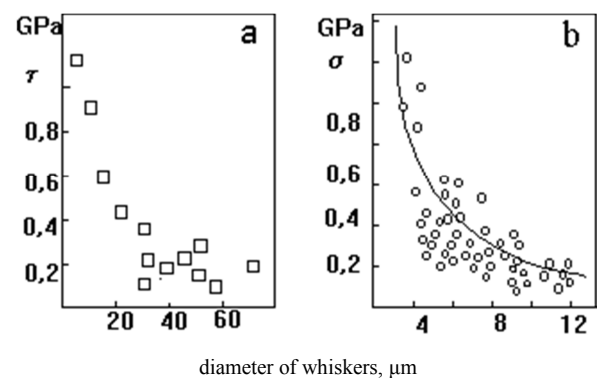 GPa
a
τ
0,8
0,6
0,4
0,2
20 40 60
GPa
b
σ
0,8
0,6
0,4
0,2
4 8 12
diameter of whiskers, μm